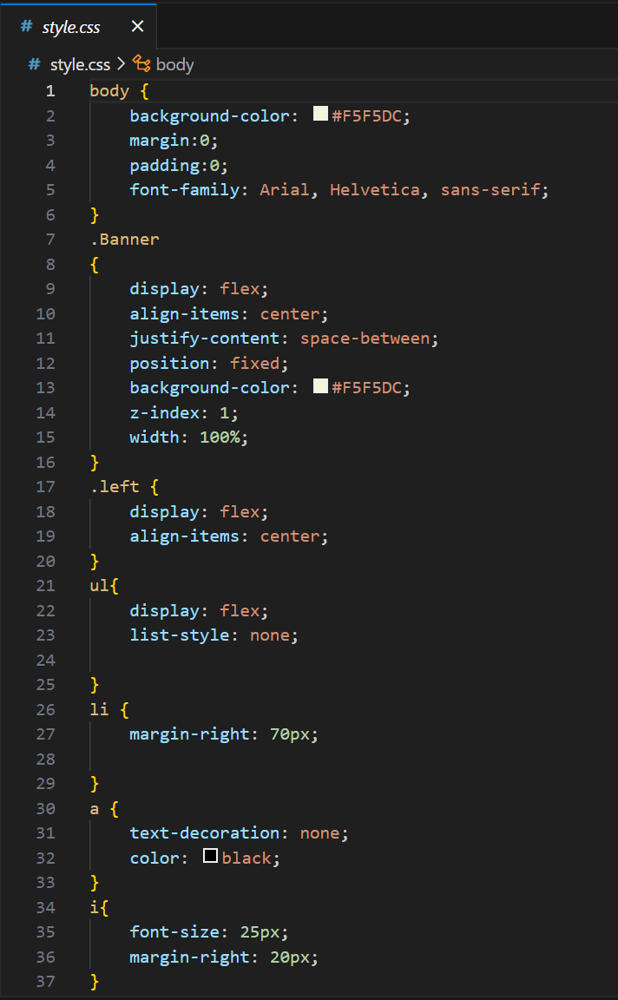 # style.css ×
# style.css > body
1 body {
2 background-color: #F5F5DC;
3 margin:0;
4 padding:0;
5 font-family: Arial, Helvetica, sans-serif;
6 }
7 .Banner
8 {
9 display: flex;
10 align-items: center;
11 justify-content: space-between;
12 position: fixed;
13 background-color: #F5F5DC;
14 z-index: 1;
15 width: 100%;
16 }
17 .left {
18 display: flex;
19 align-items: center;
20 }
21 ul{
22 display: flex;
23 list-style: none;
24
25 }
26 li {
27 margin-right: 70px;
28
29 }
30 a {
31 text-decoration: none;
32 color: black;
33 }
34 i{
35 font-size: 25px;
36 margin-right: 20px;
37 }